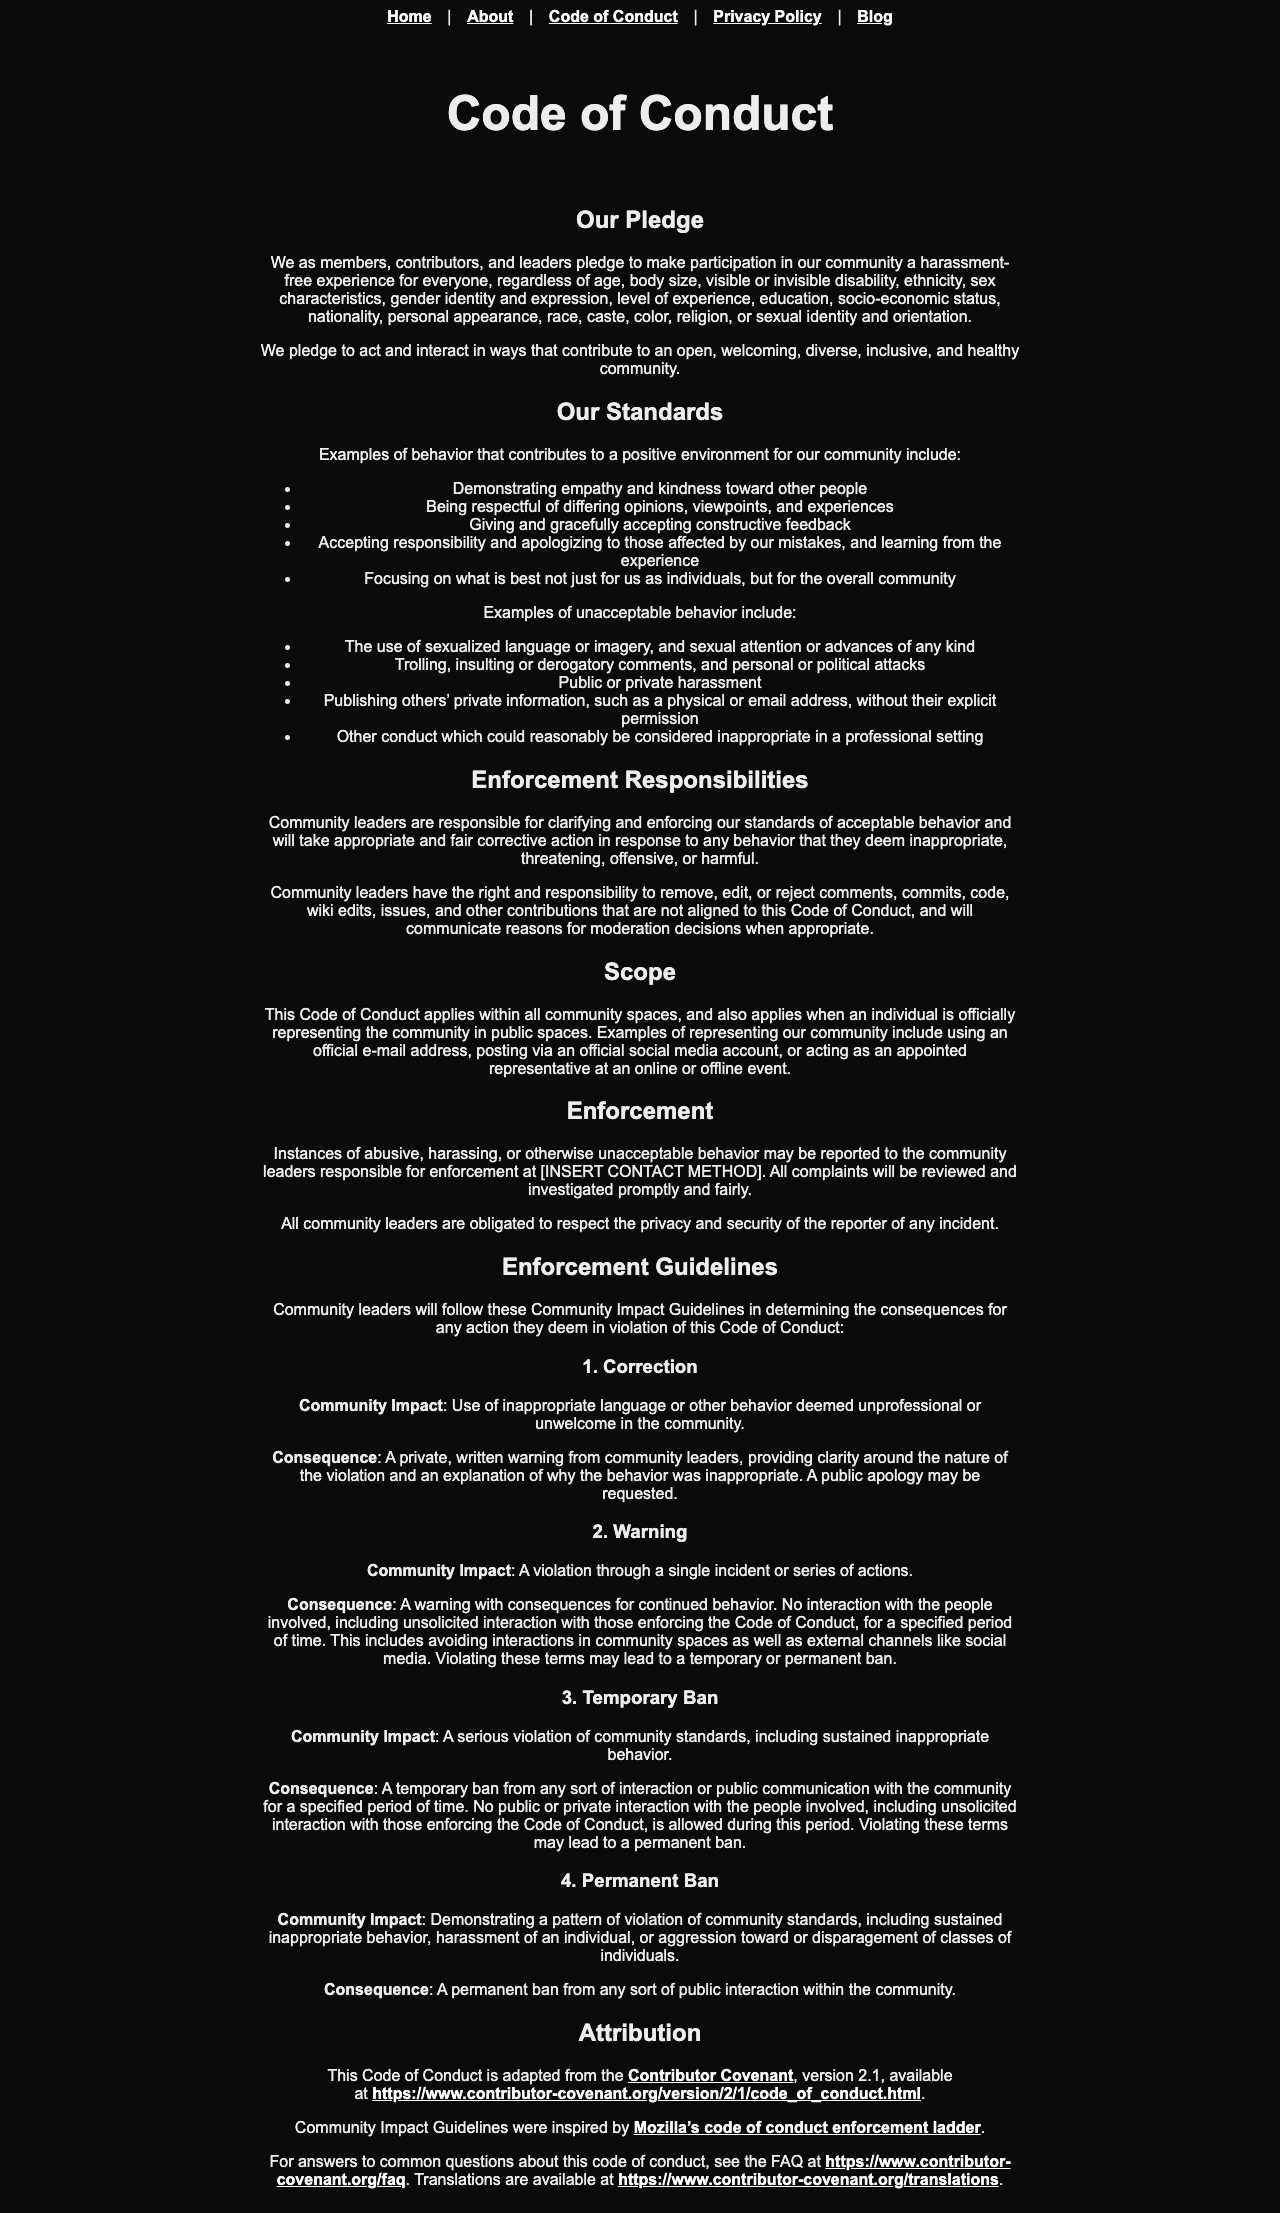 Home | About | Code of Conduct | Privacy Policy | Blog
Code of Conduct
Our Pledge
We as members, contributors, and leaders pledge to make participation in our community a harassment-
free experience for everyone, regardless of age, body size, visible or invisible disability, ethnicity, sex
characteristics, gender identity and expression, level of experience, education, socio-economic status,
nationality, personal appearance, race, caste, color, religion, or sexual identity and orientation.
We pledge to act and interact in ways that contribute to an open, welcoming, diverse, inclusive, and healthy
community.
Our Standards
Examples of behavior that contributes to a positive environment for our community include:
• Demonstrating empathy and kindness toward other people
• Being respectful of differing opinions, viewpoints, and experiences
• Giving and gracefully accepting constructive feedback
• Accepting responsibility and apologizing to those affected by our mistakes, and learning from the
experience
• Focusing on what is best not just for us as individuals, but for the overall community
Examples of unacceptable behavior include:
• The use of sexualized language or imagery, and sexual attention or advances of any kind
• Trolling, insulting or derogatory comments, and personal or political attacks
• Public or private harassment
• Publishing others’ private information, such as a physical or email address, without their explicit
permission
• Other conduct which could reasonably be considered inappropriate in a professional setting
Enforcement Responsibilities
Community leaders are responsible for clarifying and enforcing our standards of acceptable behavior and
will take appropriate and fair corrective action in response to any behavior that they deem inappropriate,
threatening, offensive, or harmful.
Community leaders have the right and responsibility to remove, edit, or reject comments, commits, code,
wiki edits, issues, and other contributions that are not aligned to this Code of Conduct, and will
communicate reasons for moderation decisions when appropriate.
Scope
This Code of Conduct applies within all community spaces, and also applies when an individual is officially
representing the community in public spaces. Examples of representing our community include using an
official e-mail address, posting via an official social media account, or acting as an appointed
representative at an online or offline event.
Enforcement
Instances of abusive, harassing, or otherwise unacceptable behavior may be reported to the community
leaders responsible for enforcement at [INSERT CONTACT METHOD]. All complaints will be reviewed and
investigated promptly and fairly.
All community leaders are obligated to respect the privacy and security of the reporter of any incident.
Enforcement Guidelines
Community leaders will follow these Community Impact Guidelines in determining the consequences for
any action they deem in violation of this Code of Conduct:
1. Correction
Community Impact: Use of inappropriate language or other behavior deemed unprofessional or
unwelcome in the community.
Consequence: A private, written warning from community leaders, providing clarity around the nature of
the violation and an explanation of why the behavior was inappropriate. A public apology may be
requested.
2. Warning
Community Impact: A violation through a single incident or series of actions.
Consequence: A warning with consequences for continued behavior. No interaction with the people
involved, including unsolicited interaction with those enforcing the Code of Conduct, for a specified period
of time. This includes avoiding interactions in community spaces as well as external channels like social
media. Violating these terms may lead to a temporary or permanent ban.
3. Temporary Ban
Community Impact: A serious violation of community standards, including sustained inappropriate
behavior.
Consequence: A temporary ban from any sort of interaction or public communication with the community
for a specified period of time. No public or private interaction with the people involved, including unsolicited
interaction with those enforcing the Code of Conduct, is allowed during this period. Violating these terms
may lead to a permanent ban.
4. Permanent Ban
Community Impact: Demonstrating a pattern of violation of community standards, including sustained
inappropriate behavior, harassment of an individual, or aggression toward or disparagement of classes of
individuals.
Consequence: A permanent ban from any sort of public interaction within the community.
Attribution
This Code of Conduct is adapted from the Contributor Covenant, version 2.1, available
at https://www.contributor-covenant.org/version/2/1/code_of_conduct.html.
Community Impact Guidelines were inspired by Mozilla’s code of conduct enforcement ladder.
For answers to common questions about this code of conduct, see the FAQ at https://www.contributor-
covenant.org/faq. Translations are available at https://www.contributor-covenant.org/translations.